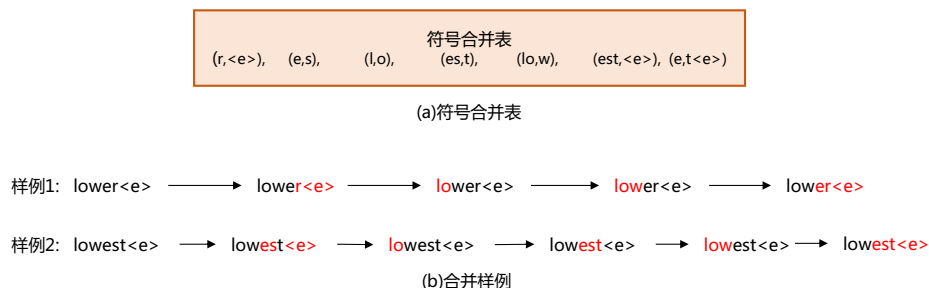 符号合并表
(r,<e>), (e,s), (l,o), (es,t), (lo,w), (est,<e>), (e,t<e>)
(a)符号合并表
样例1: lower<e> lower<e> lower<e> lower<e> lower<e>
样例2: lowest<e> lowest<e> lowest<e> lowest<e> lowest<e> lowest<e>
(b)合并样例